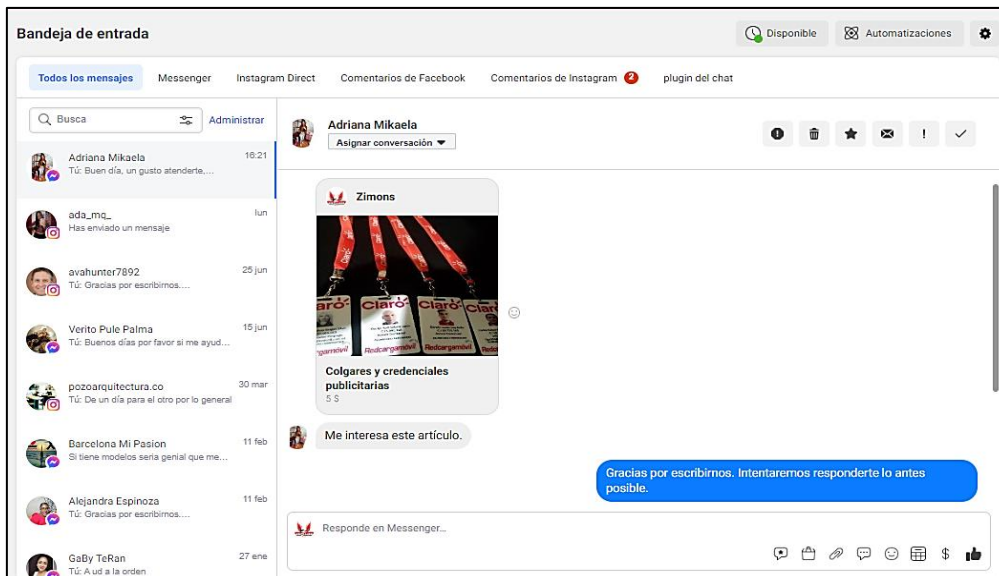 Bandeja de entrada
Disponible
Automatizaciones
Todos los mensajes
Messenger
Instagram Direct
Comentarios de Facebook
Comentarios de Instagram 2
plugin del chat
Busca
Administrar
Adriana Mikaela
16:21
Tú: Buen día, un gusto atenderte,...
ada_mq_
lun
Has enviado un mensaje
avahunter7892
25 jun
Tú: Gracias por escribirnos....
Verito Pule Palma
15 jun
Tú: Buenos días por favor si me ayud...
pozoarquitectura.co
30 mar
Tú: De un día para el otro por lo general
Barcelona Mi Pasion
11 feb
Si tiene modelos seria genial que me...
Alejandra Espinoza
11 feb
Tú: Gracias por escribirnos....
GaBy TeRan
27 ene
Tú: A ud a la orden
Adriana Mikaela
Asignar conversación
Zimons
Claro
Claro
Claro
Redcargamóvil
Redcargamóvil
Colgares y credenciales
publicitarias
5 $
Me interesa este artículo.
Gracias por escribirnos. Intentaremos responderte lo antes
posible.
Responde en Messenger...